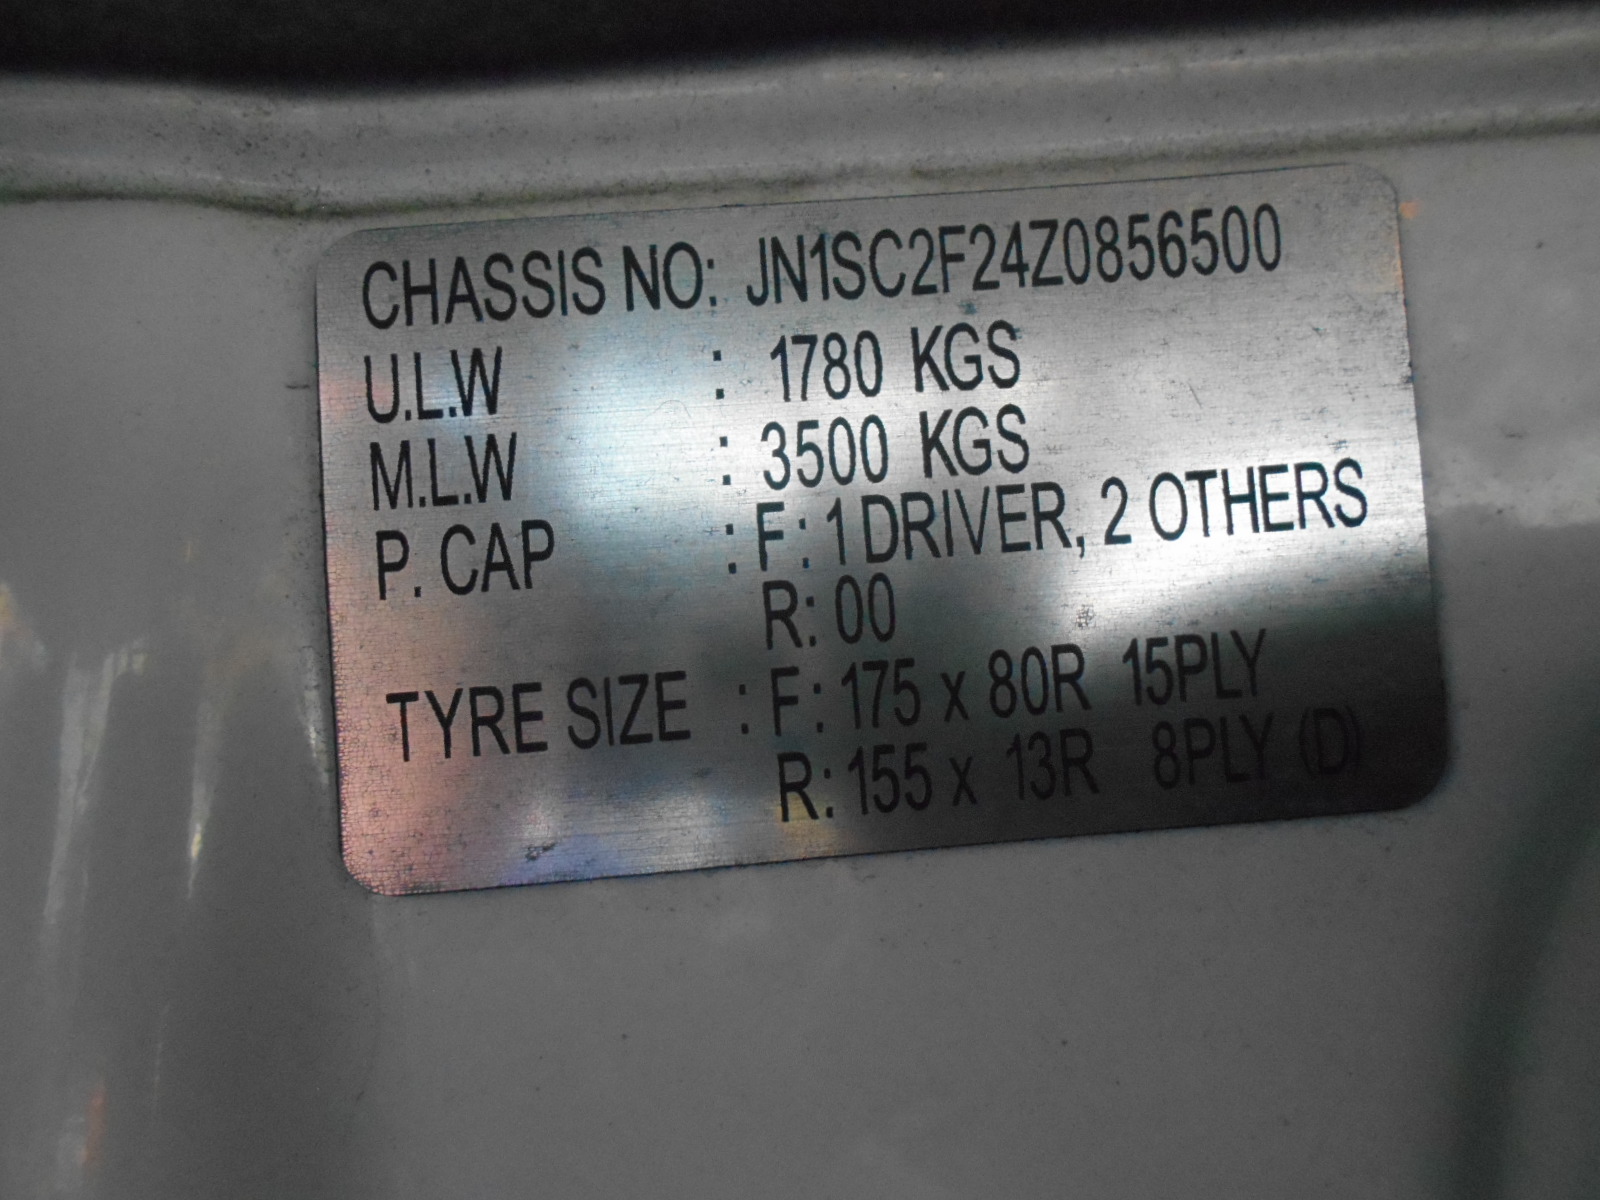 CHASSIS NO: JN1SC2F24Z0856500
U.L.W : 1780 KGS
M.L.W : 3500 KGS
P. CAP : F: 1 DRIVER, 2 OTHERS
R: 00
TYRE SIZE : F: 175 x 80R 15PLY
R: 155 x 13R 8PLY (D)